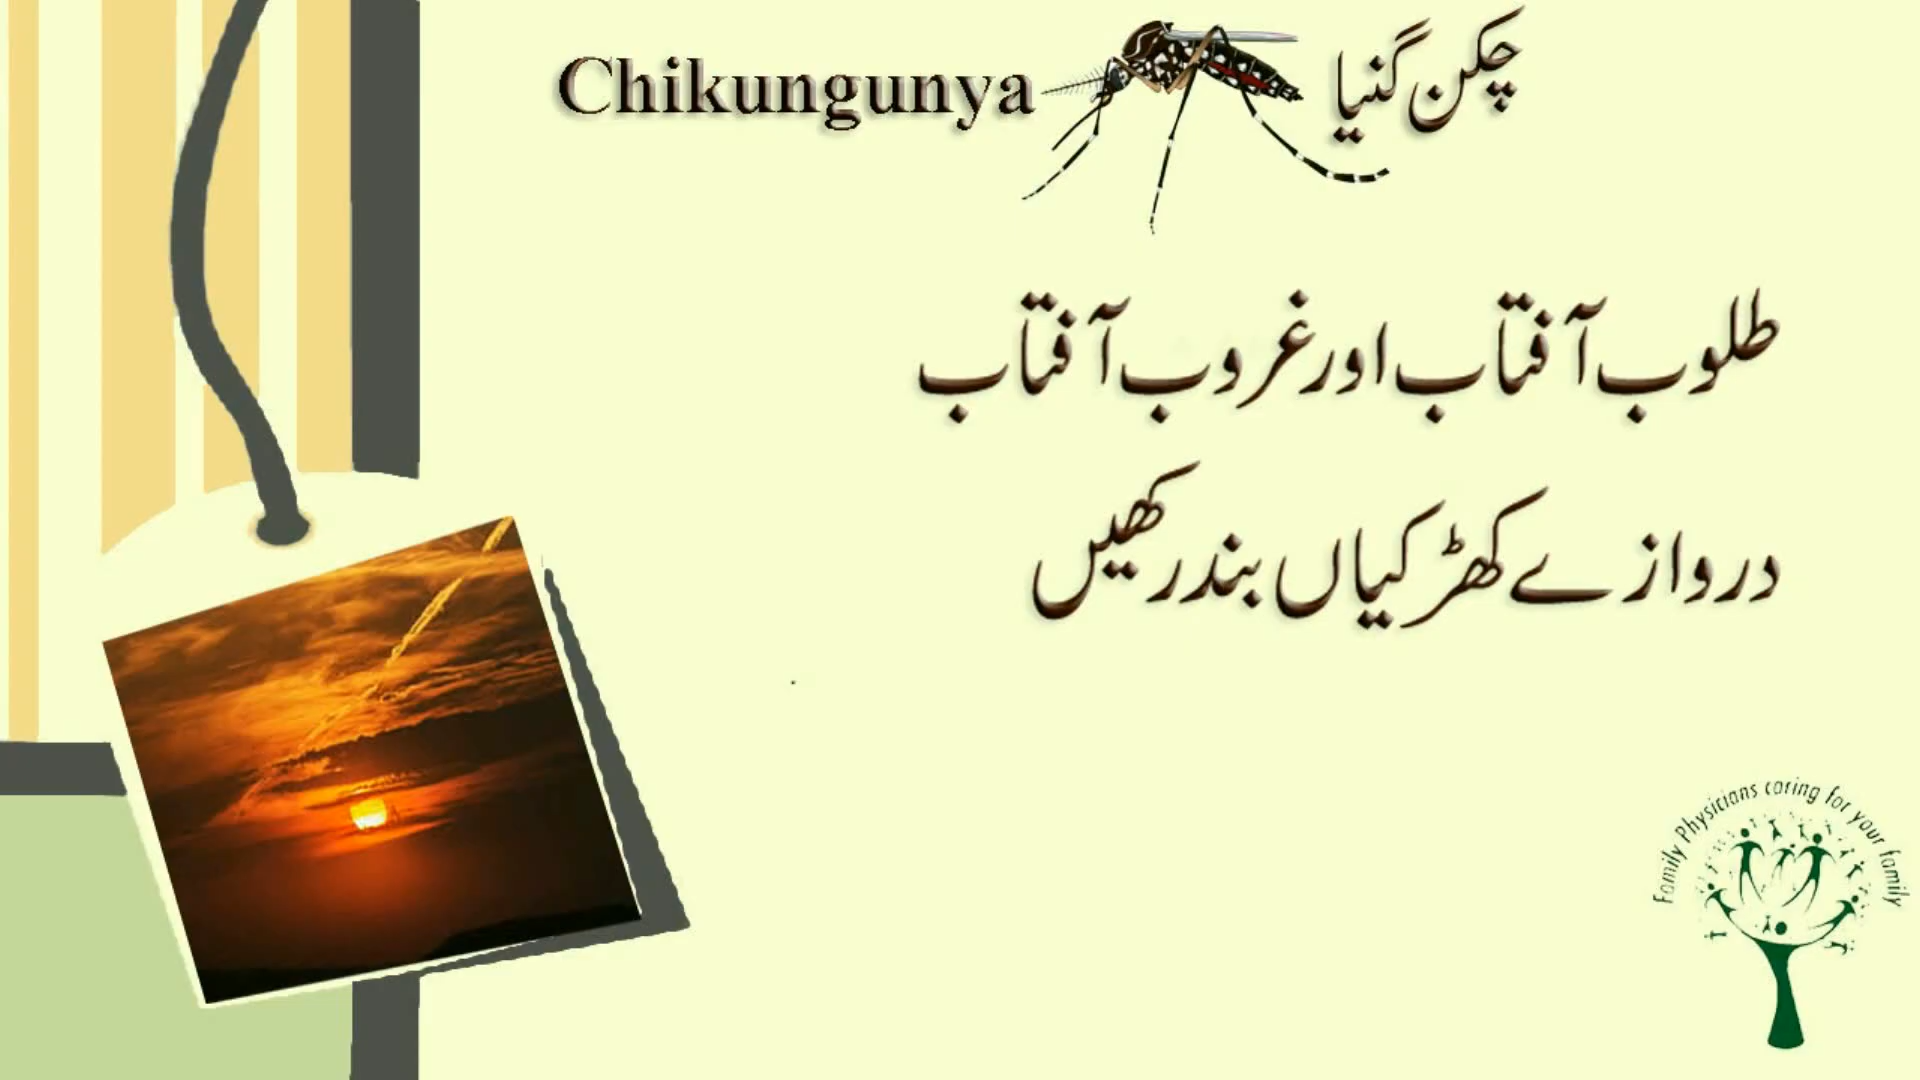 Chikungunya چکن گنیا
طلوب آفتاب اور غروب آفتاب
دروازے کھڑکیاں بند رکھیں
Family Physicians caring for your family